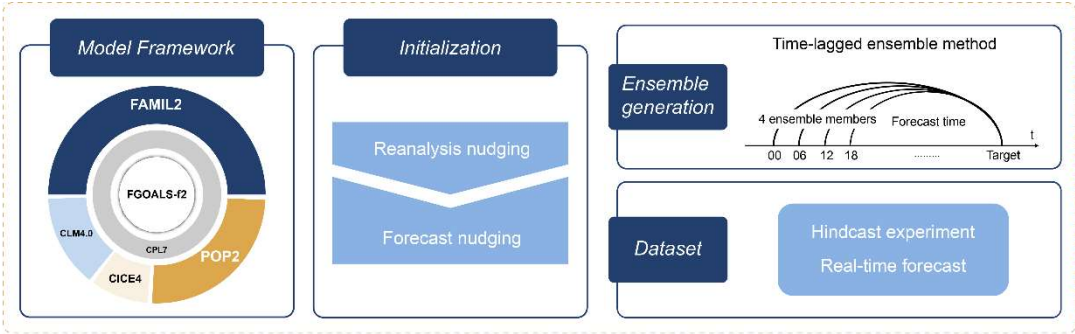 Model Framework
FAMIL2
FGOALS-f2
CLM4.0
CPL7
POP2
CICE4
Initialization
Reanalysis nudging
Forecast nudging
Ensemble
generation
Time-lagged ensemble method
4 ensemble members
Forecast time
t
00 06 12 18 ......... Target
Dataset
Hindcast experiment
Real-time forecast